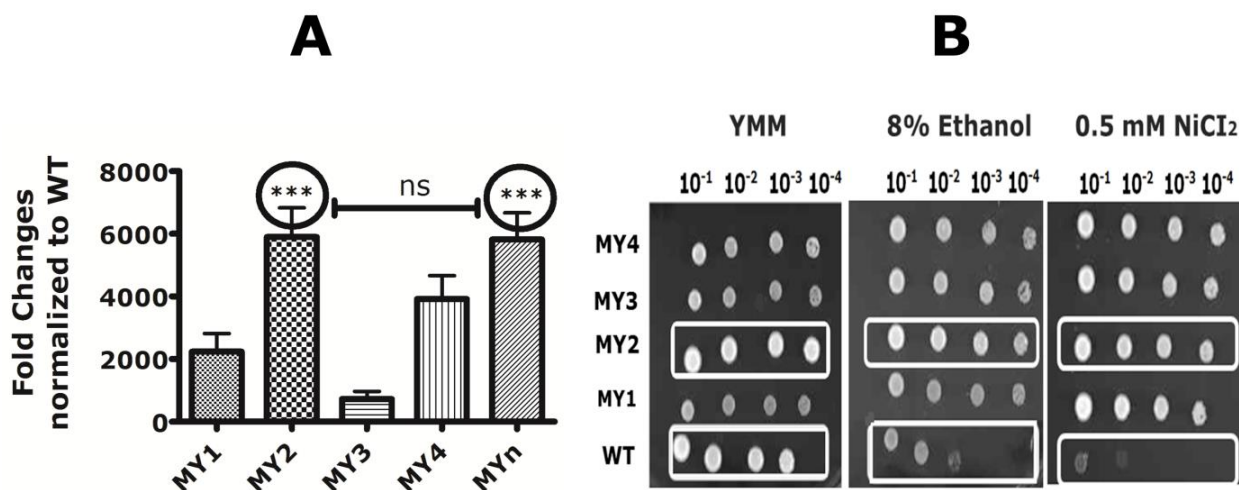 A
Fold Changes
normalized to WT
8000
6000
4000
2000
0
***
ns
***
MY1
MY2
MY3
MY4
MYn
B
YMM
8% Ethanol
0.5 mM NiCI2
10-1 10-2 10-3 10-4
10-1 10-2 10-3 10-4
10-1 10-2 10-3 10-4
MY4
MY3
MY2
MY1
WT